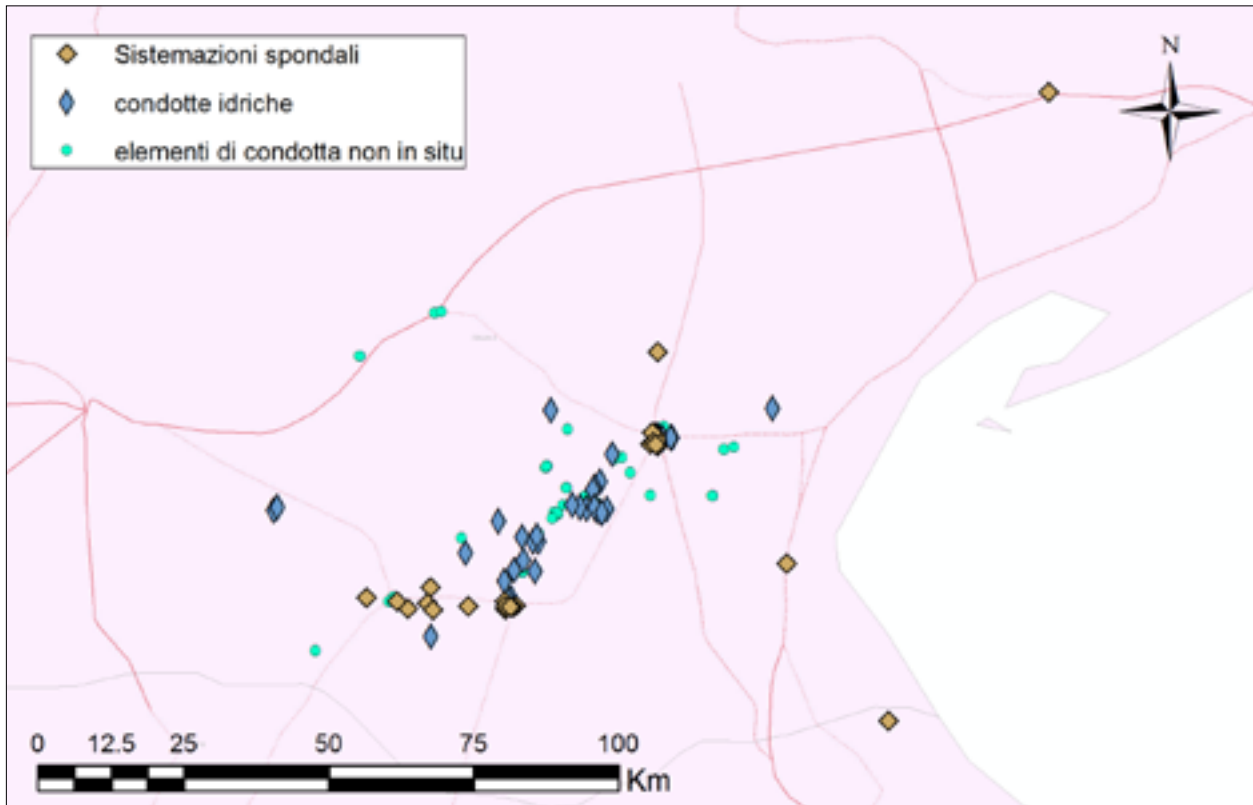 Sistemazioni spondali
condotte idriche
elementi di condotta non in situ
N
0 12.5 25 50 75 100
Km